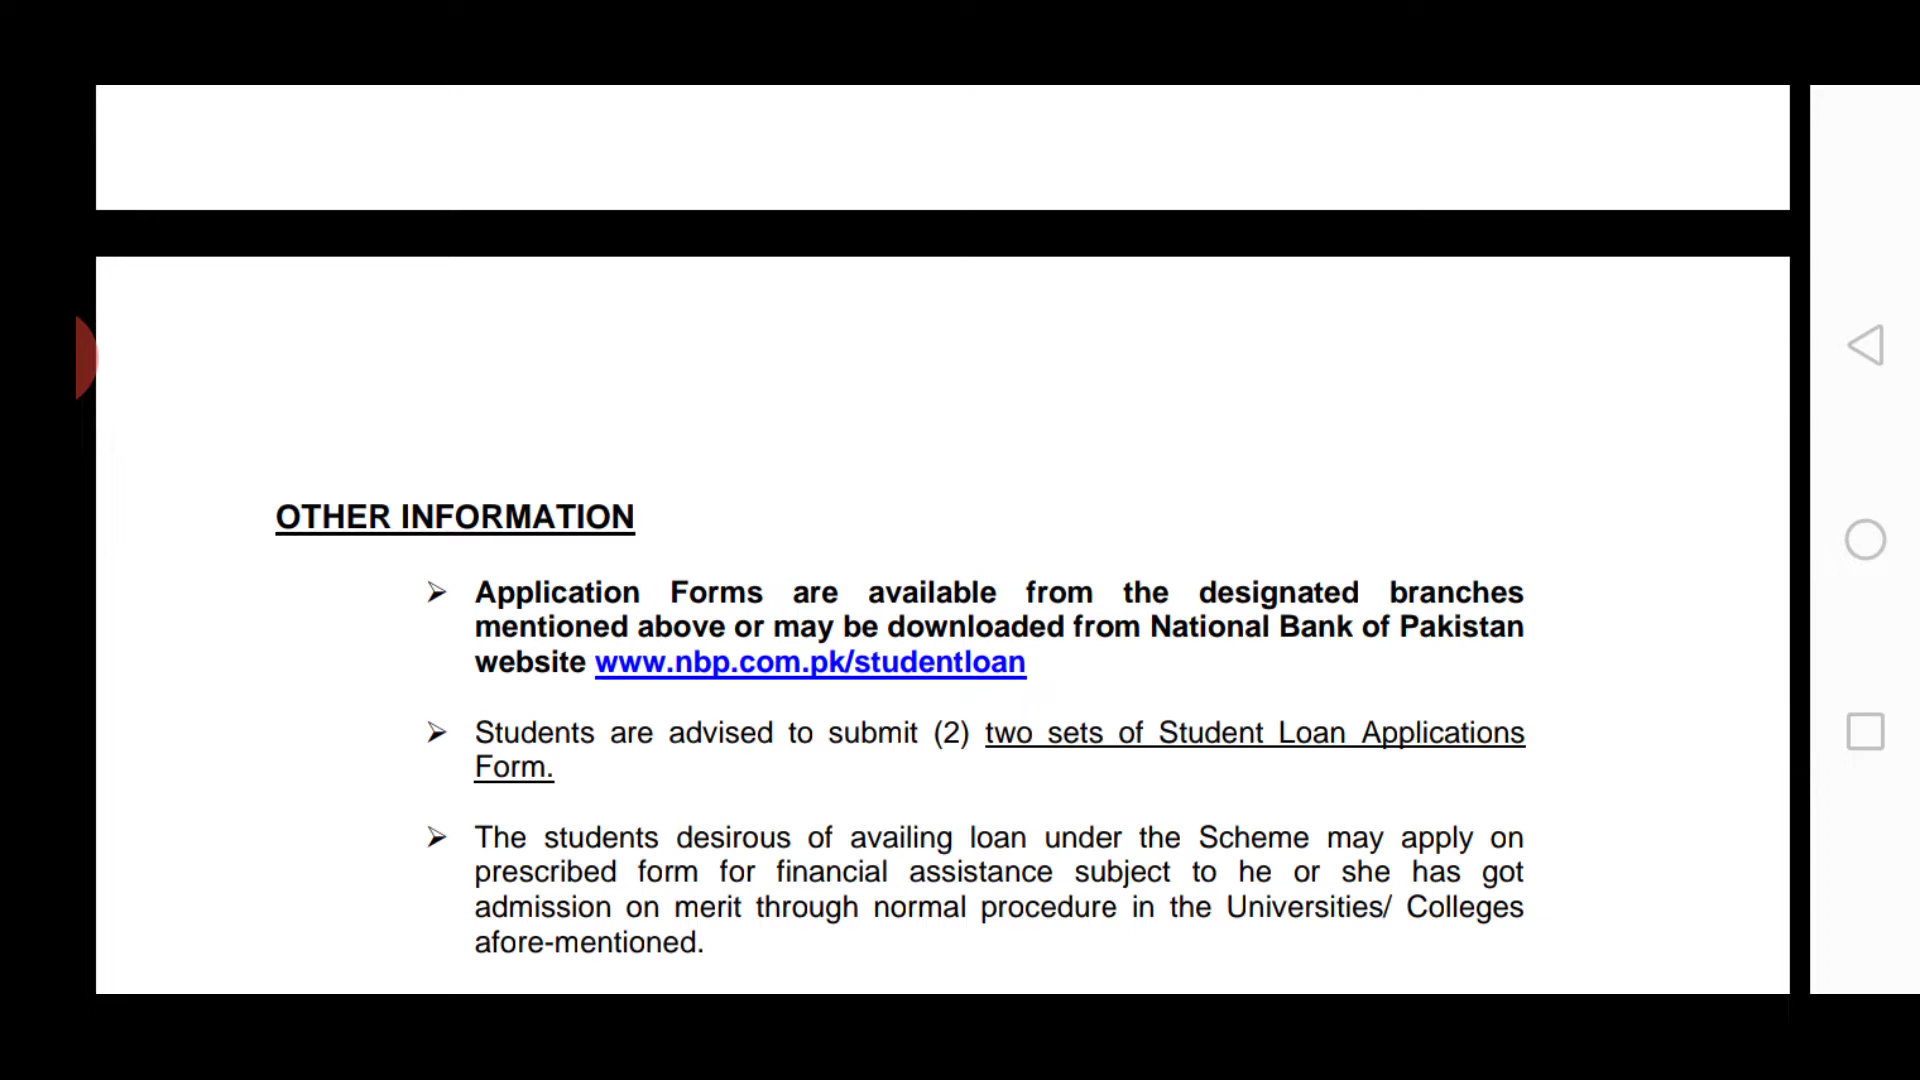 OTHER INFORMATION
➢ Application Forms are available from the designated branches
mentioned above or may be downloaded from National Bank of Pakistan
website www.nbp.com.pk/studentloan
➢ Students are advised to submit (2) two sets of Student Loan Applications
Form.
➢ The students desirous of availing loan under the Scheme may apply on
prescribed form for financial assistance subject to he or she has got
admission on merit through normal procedure in the Universities/ Colleges
afore-mentioned.